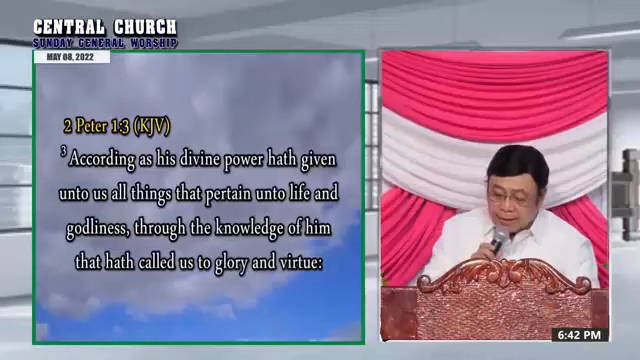 CENTRAL CHURCH
SUNDAY GENERAL WORSHIP
MAY 08, 2022
2 Peter 1:3 (KJV)
3 According as his divine power hath given
unto us all things that pertain unto life and
godliness, through the knowledge of him
that hath called us to glory and virtue:
6:42 PM